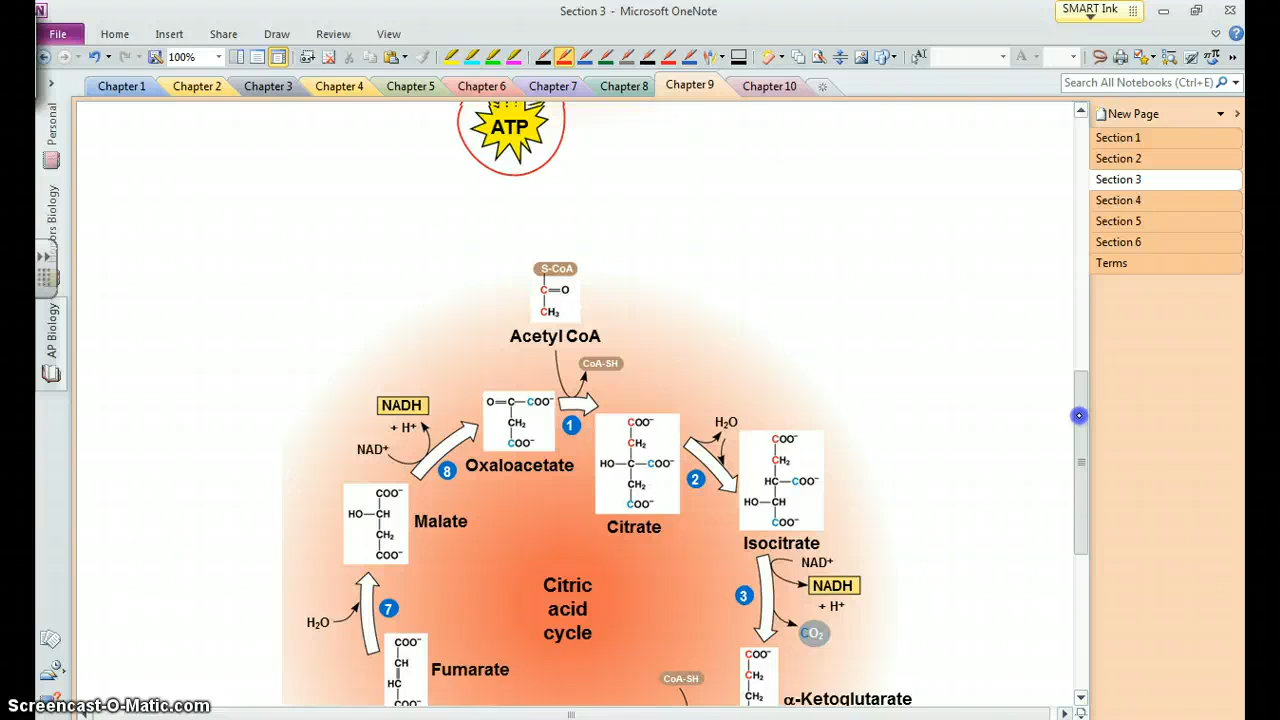 Section 3 - Microsoft OneNote
SMART Ink
File Home Insert Share Draw Review View
100%
Chapter 1 Chapter 2 Chapter 3 Chapter 4 Chapter 5 Chapter 6 Chapter 7 Chapter 8 Chapter 9 Chapter 10
Search All Notebooks (Ctrl+E)
New Page
Section 1
Section 2
Section 3
Section 4
Section 5
Section 6
Terms
Personal
Honors Biology
AP Biology
ATP
S-CoA
C=O
CH₃
Acetyl CoA
CoA-SH
NADH
+ H⁺
NAD⁺
8
O=C—COO⁻
CH₂
COO⁻
Oxaloacetate
1
COO⁻
CH₂
HO—C—COO⁻
CH₂
COO⁻
Citrate
H₂O
2
COO⁻
CH₂
HC—COO⁻
HO—CH
COO⁻
Isocitrate
COO⁻
HO—CH
CH₂
COO⁻
Malate
Citric
acid
cycle
NAD⁺
NADH
+ H⁺
3
CO₂
H₂O
7
COO⁻
CH
HC
COO⁻
Fumarate
CoA-SH
COO⁻
CH₂
CH₂
α-Ketoglutarate
Screencast-O-Matic.com